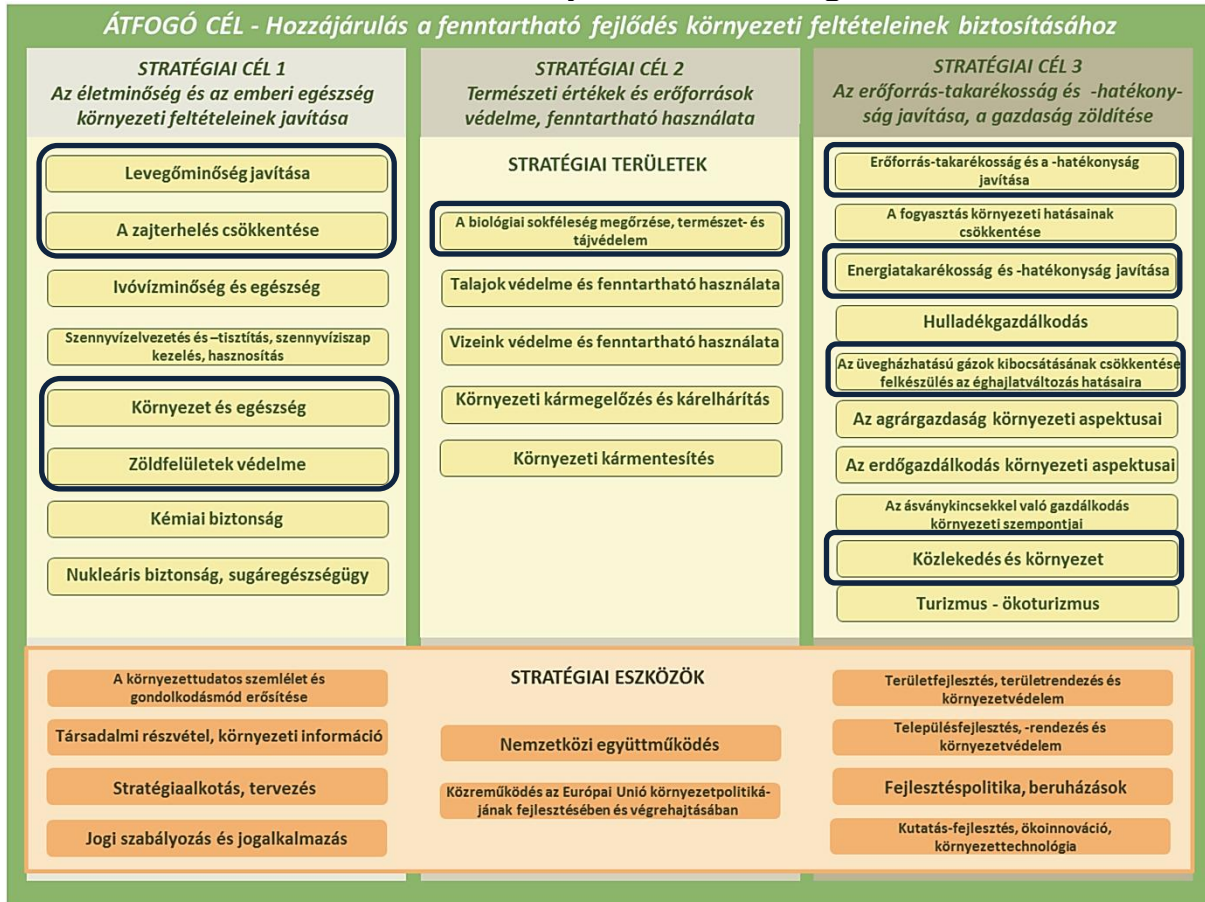 ÁTFOGÓ CÉL - Hozzájárulás a fenntartható fejlődés környezeti feltételeinek biztosításához
STRATÉGIAI CÉL 1
Az életminőség és az emberi egészség
környezeti feltételeinek javítása
Levegőminőség javítása
A zajterhelés csökkentése
Ivóvízminőség és egészség
Szennyvízelvezetés és –tisztítás, szennyvíziszap
kezelés, hasznosítás
Környezet és egészség
Zöldfelületek védelme
Kémiai biztonság
Nukleáris biztonság, sugáregészségügy
STRATÉGIAI CÉL 2
Természeti értékek és erőforrások
védelme, fenntartható használata
STRATÉGIAI TERÜLETEK
A biológiai sokféleség megőrzése, természet- és
tájvédelem
Talajok védelme és fenntartható használata
Vizeink védelme és fenntartható használata
Környezeti kármegelőzés és kárelhárítás
Környezeti kármentesítés
STRATÉGIAI CÉL 3
Az erőforrás-takarékosság és -hatékony-
ság javítása, a gazdaság zöldítése
Erőforrás-takarékosság és a -hatékonyság
javítása
A fogyasztás környezeti hatásainak
csökkentése
Energiatakarékosság és -hatékonyság javítása
Hulladékgazdálkodás
Az üvegházhatású gázok kibocsátásának csökkentése
felkészülés az éghajlatváltozás hatásaira
Az agrárgazdaság környezeti aspektusai
Az erdőgazdálkodás környezeti aspektusai
Az ásványkincsekkel való gazdálkodás
környezeti szempontjai
Közlekedés és környezet
Turizmus - ökoturizmus
A környezettudatos szemlélet és
gondolkodásmód erősítése
Társadalmi részvétel, környezeti információ
Stratégiaalkotás, tervezés
Jogi szabályozás és jogalkalmazás
STRATÉGIAI ESZKÖZÖK
Nemzetközi együttműködés
Közreműködés az Európai Unió környezetpolitiká-
jának fejlesztésében és végrehajtásában
Területfejlesztés, területrendezés és
környezetvédelem
Településfejlesztés, -rendezés és
környezetvédelem
Fejlesztéspolitika, beruházások
Kutatás-fejlesztés, ökoinnováció,
környezettechnológia